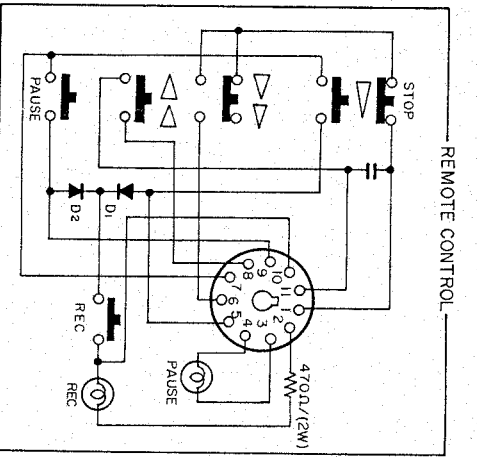 REMOTE CONTROL
STOP
PAUSE
D2
D1
REC
1
2
3
4
5
6
7
8
9
10
11
470Ω/(2W)
PAUSE
REC